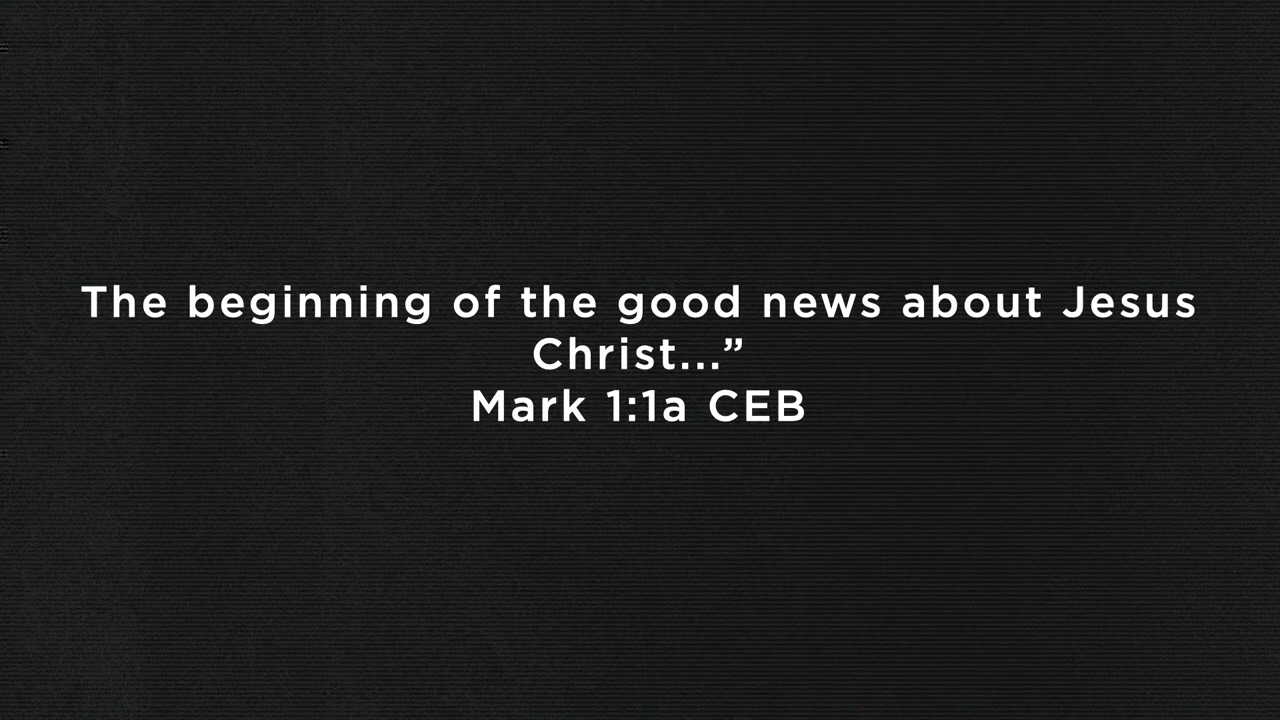 The beginning of the good news about Jesus
Christ...”
Mark 1:1a CEB